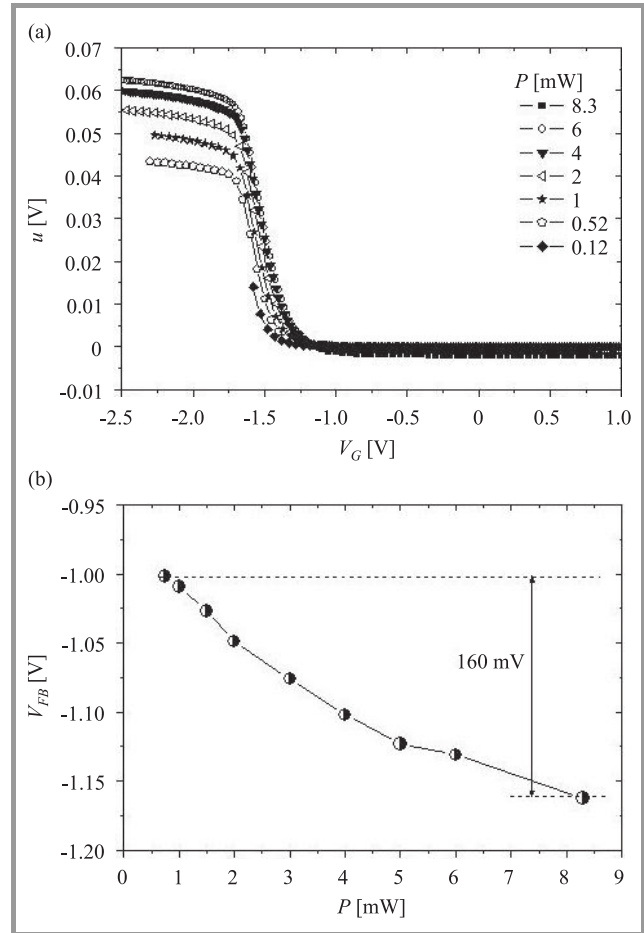 (a)
0.07
0.06
0.05
0.04
0.03
0.02
0.01
0
-0.01
u [V]
P [mW]
8.3
6
4
2
1
0.52
0.12
-2.5 -2.0 -1.5 -1.0 -0.5 0 0.5 1.0
V_G [V]
(b)
-0.95
-1.00
-1.05
-1.10
-1.15
-1.20
V_FB [V]
160 mV
0 1 2 3 4 5 6 7 8 9
P [mW]